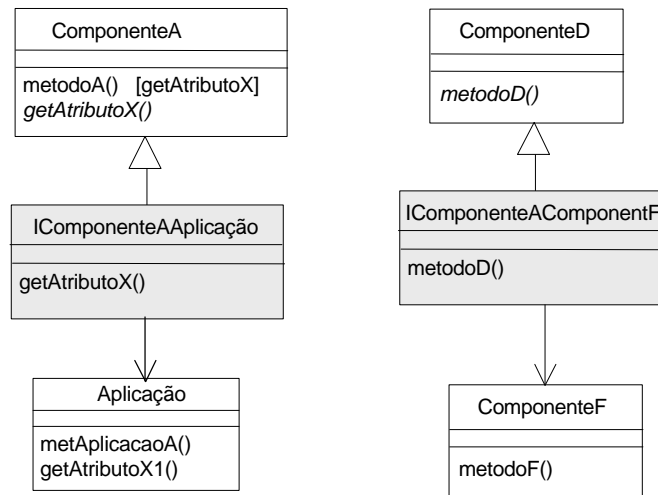 ComponenteA
metodoA() [getAtributoX]
getAtributoX()
IComponenteAAplicação
getAtributoX()
Aplicação
metAplicacaoA()
getAtributoX1()
ComponenteD
metodoD()
IComponenteAComponentF
metodoD()
ComponenteF
metodoF()